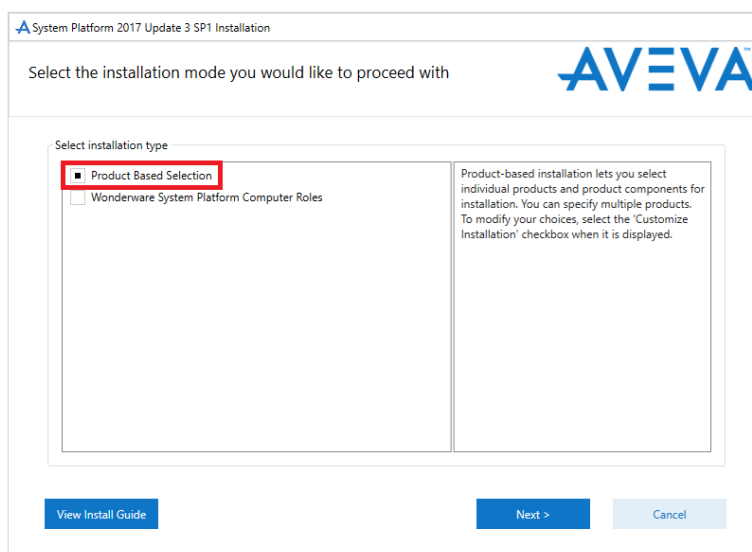 System Platform 2017 Update 3 SP1 Installation
Select the installation mode you would like to proceed with
AVEVA™
Select installation type
Product Based Selection
Wonderware System Platform Computer Roles
Product-based installation lets you select
individual products and product components for
installation. You can specify multiple products.
To modify your choices, select the 'Customize
Installation' checkbox when it is displayed.
View Install Guide
Next >
Cancel